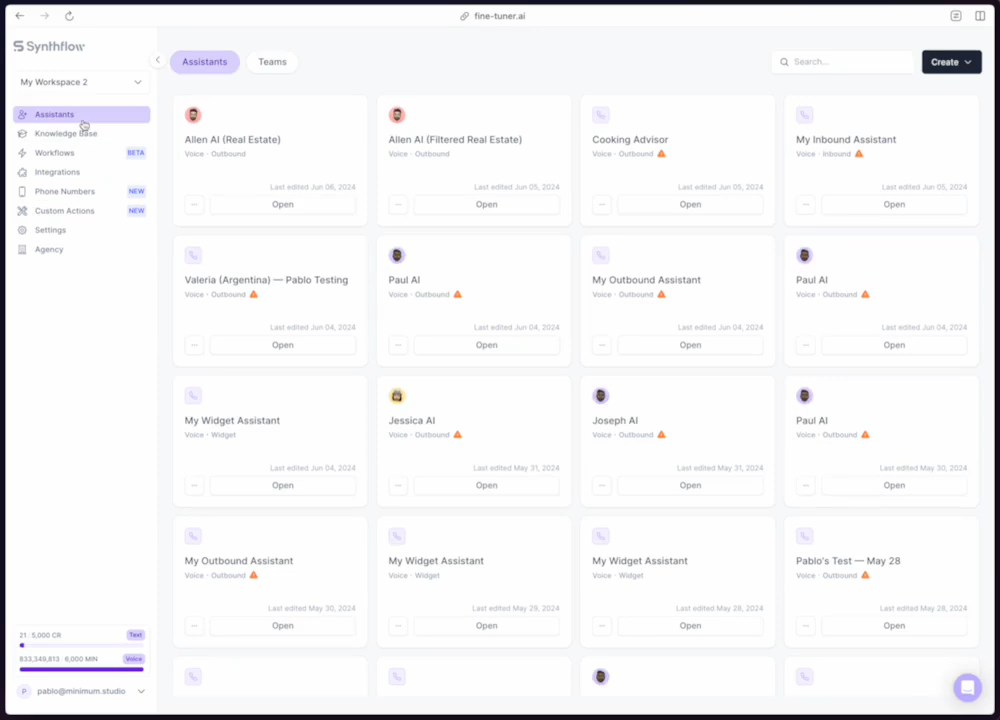 fine-tuner.ai
Synthflow
My Workspace 2
Assistants
Knowledge Base
Workflows BETA
Integrations
Phone Numbers NEW
Custom Actions NEW
Settings
Agency
21 : 5,000 CR Text
833,349,813 : 6,000 MIN Voice
P pablo@minimum.studio
Assistants Teams Search... Create
Allen AI (Real Estate)
Voice · Outbound
Last edited Jun 06, 2024
Open
Allen AI (Filtered Real Estate)
Voice · Outbound
Last edited Jun 05, 2024
Open
Cooking Advisor
Voice · Outbound
Last edited Jun 05, 2024
Open
My Inbound Assistant
Voice · Inbound
Last edited Jun 05, 2024
Open
Valeria (Argentina) — Pablo Testing
Voice · Outbound
Last edited Jun 04, 2024
Open
Paul AI
Voice · Outbound
Last edited Jun 04, 2024
Open
My Outbound Assistant
Voice · Outbound
Last edited Jun 04, 2024
Open
Paul AI
Voice · Outbound
Last edited Jun 04, 2024
Open
My Widget Assistant
Voice · Widget
Last edited Jun 04, 2024
Open
Jessica AI
Voice · Outbound
Last edited May 31, 2024
Open
Joseph AI
Voice · Outbound
Last edited May 31, 2024
Open
Paul AI
Voice · Outbound
Last edited May 30, 2024
Open
My Outbound Assistant
Voice · Outbound
Last edited May 30, 2024
Open
My Widget Assistant
Voice · Widget
Last edited May 29, 2024
Open
My Widget Assistant
Voice · Widget
Last edited May 28, 2024
Open
Pablo's Test — May 28
Voice · Outbound
Last edited May 28, 2024
Open